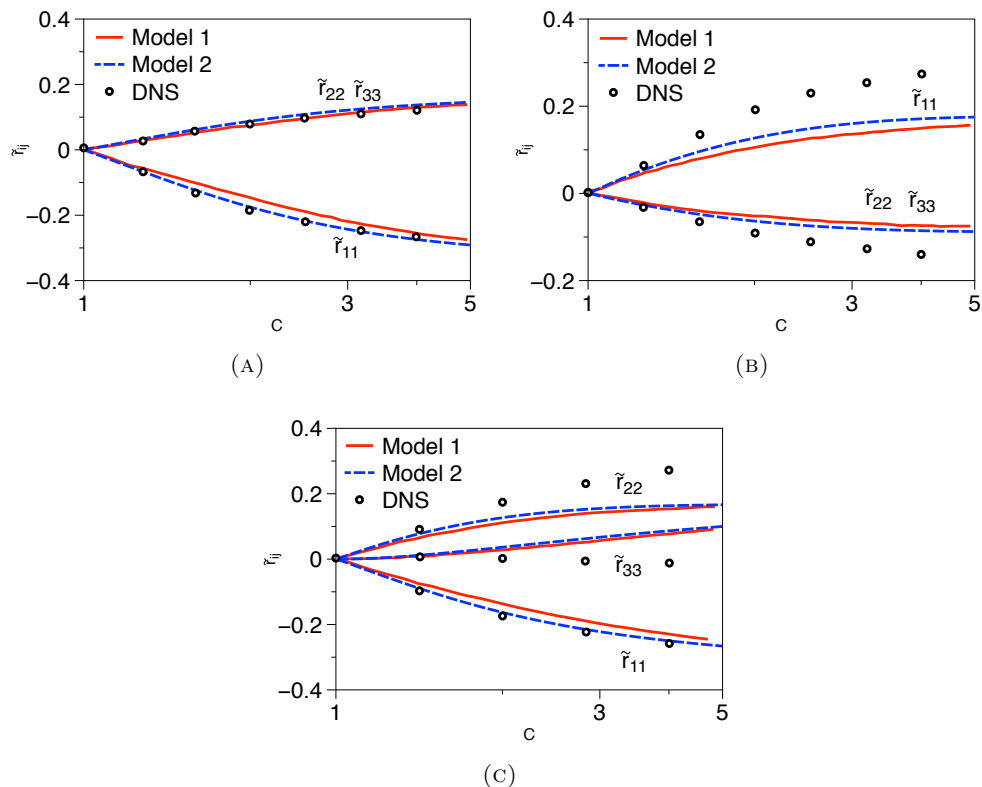 0.4
Model 1
Model 2
DNS
0.2
r̃22 r̃33
0
r̃ij
−0.2
r̃11
−0.4
1
3
5
C
(A)
0.4
Model 1
Model 2
DNS
r̃11
0.2
r̃ij
r̃22 r̃33
0
−0.2
1
3
5
C
(B)
0.4
Model 1
Model 2
DNS
r̃22
0.2
0
r̃33
r̃ij
−0.2
r̃11
−0.4
1
3
5
C
(C)